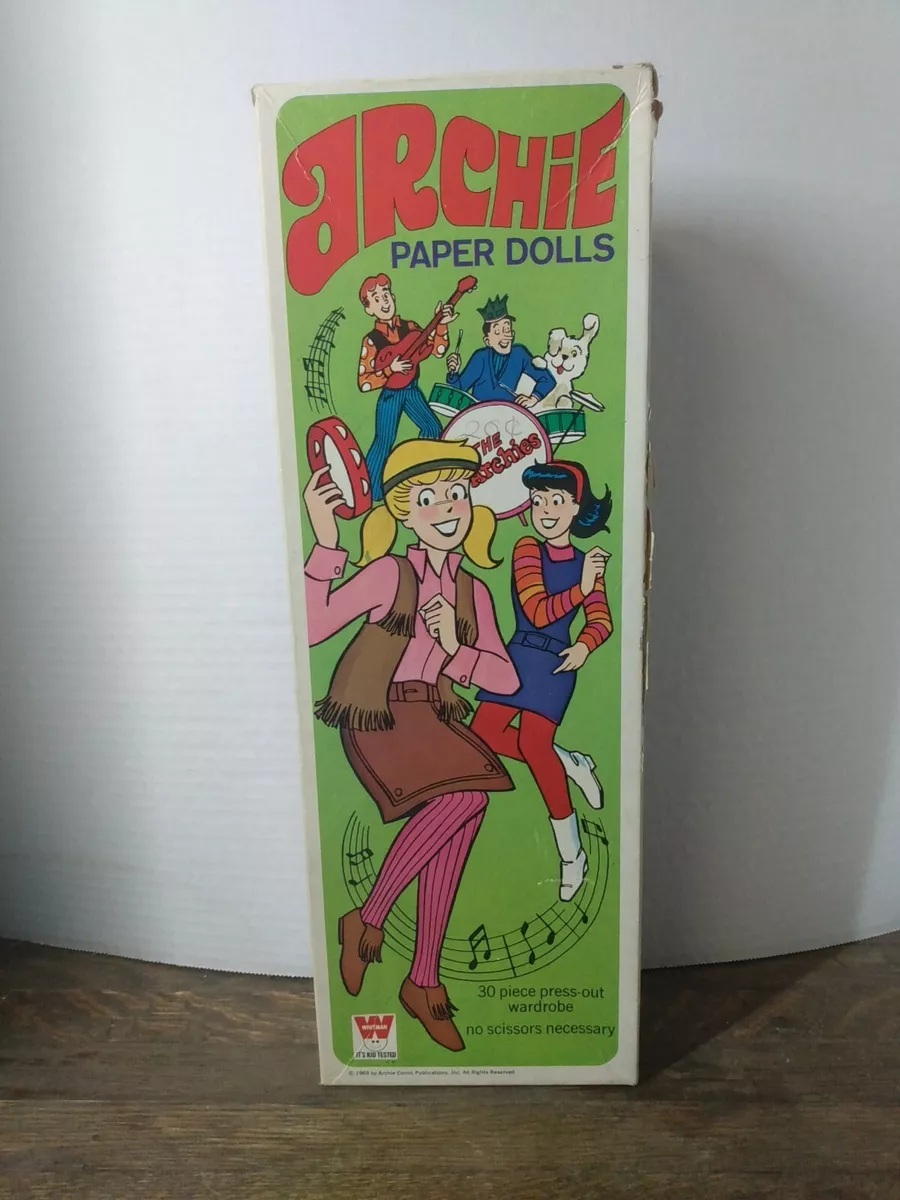 ARCHiE
PAPER DOLLS
39¢
THE
Archies
30 piece press-out
wardrobe
no scissors necessary
W
WHITMAN
IT'S KID TESTED
© 1969 by Archie Comic Publications, Inc. All Rights Reserved